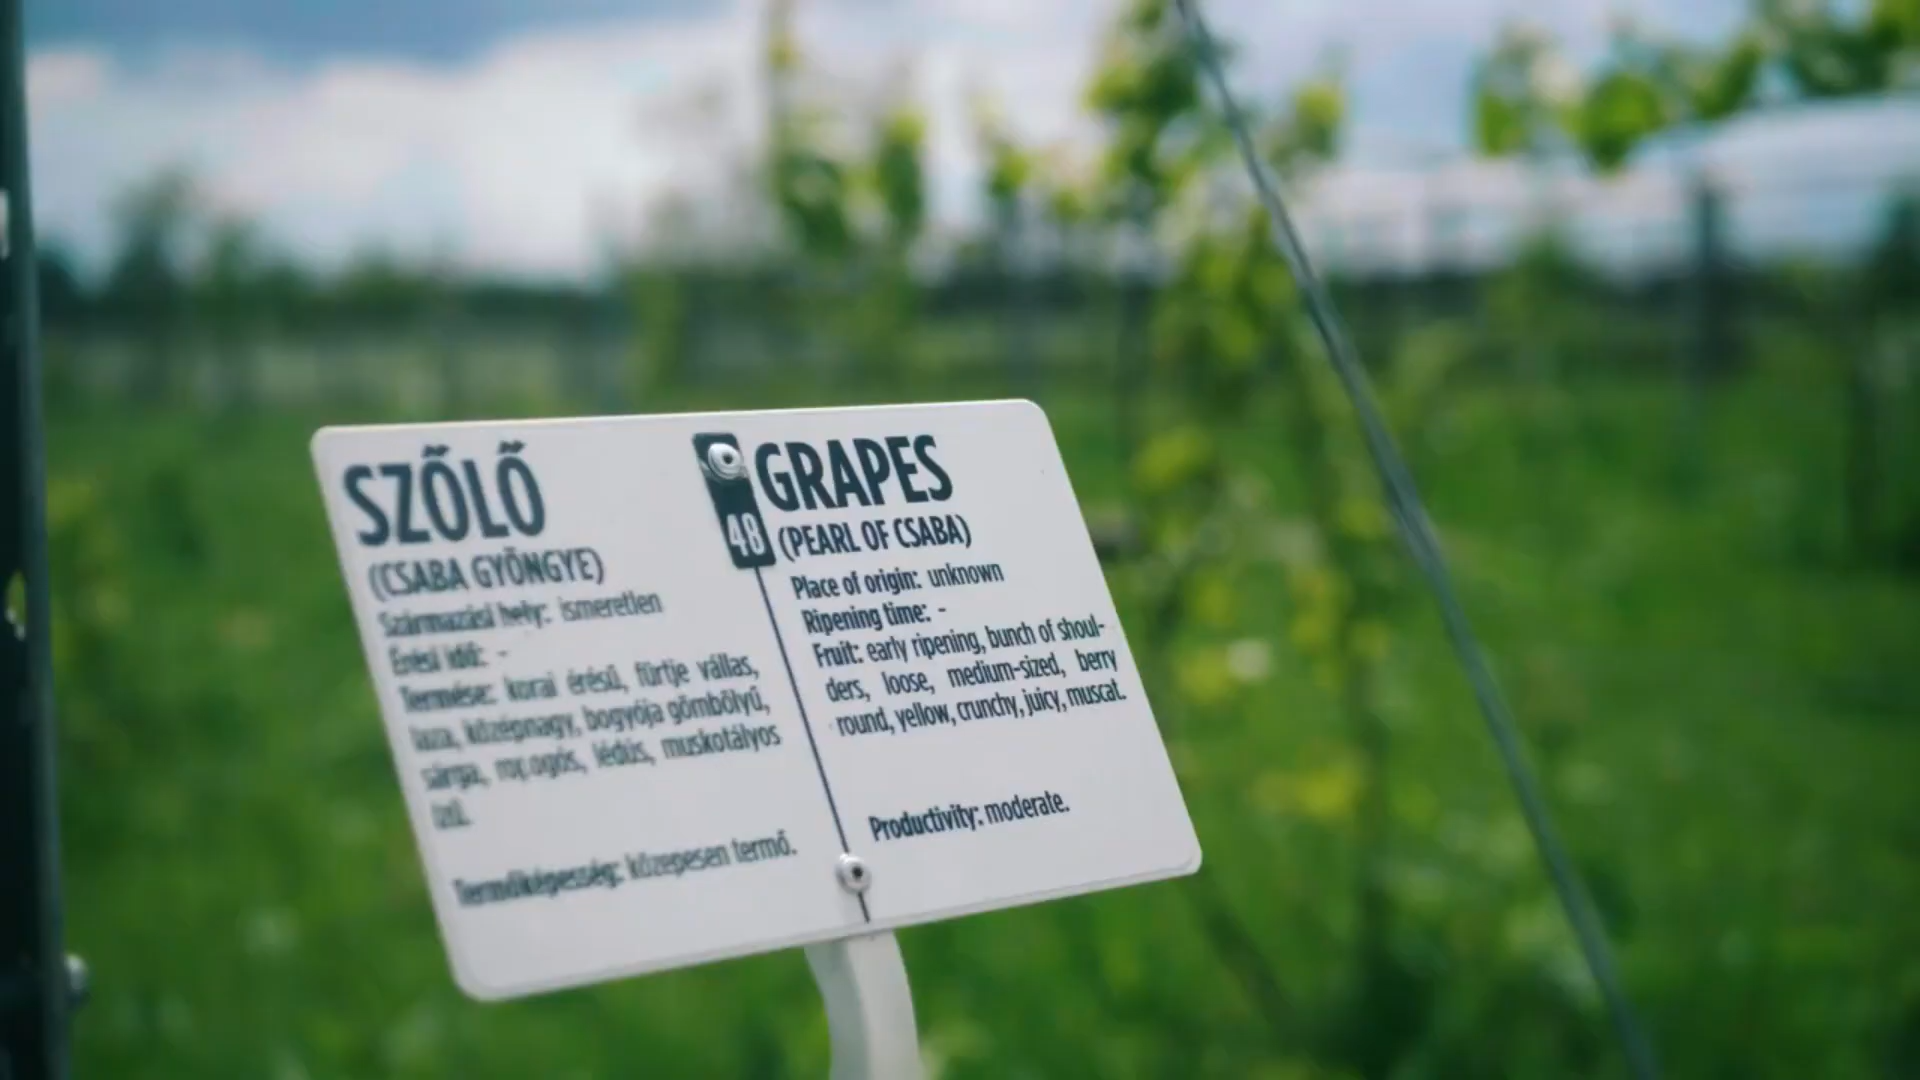 SZŐLŐ
(CSABA GYÖNGYE)
Származási hely: ismeretlen
Érési idő: -
Termése: korai érésű, fürtje vállas,
laza, középnagy, bogyója gömbölyű,
sárga, ropogós, lédús, muskotályos
ízű.
Termőképesség: közepesen termő.
48
GRAPES
(PEARL OF CSABA)
Place of origin: unknown
Ripening time: -
Fruit: early ripening, bunch of shoul-
ders, loose, medium-sized, berry
round, yellow, crunchy, juicy, muscat.
Productivity: moderate.